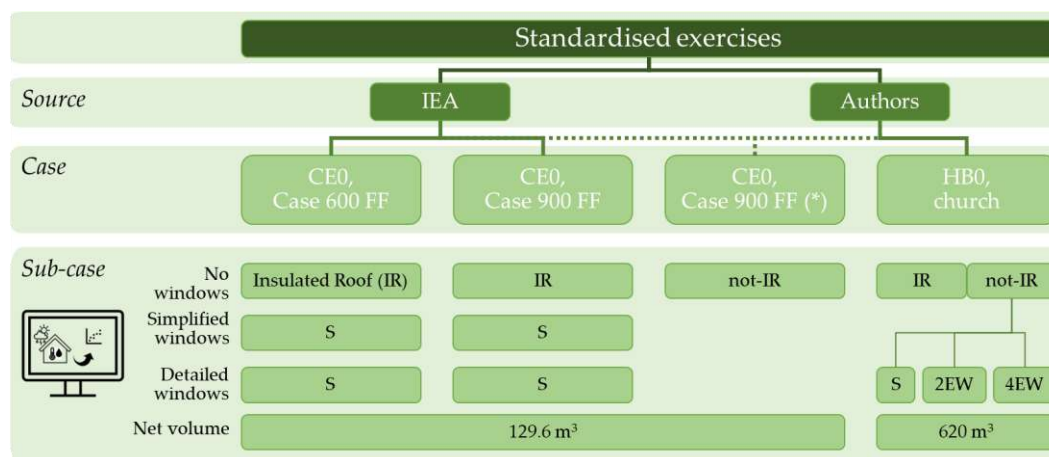 Standardised exercises
Source
IEA
Authors
Case
CE0,
Case 600 FF
CE0,
Case 900 FF
CE0,
Case 900 FF (*)
HB0,
church
Sub-case
No
windows
Insulated Roof (IR)
IR
not-IR
IR
not-IR
Simplified
windows
S
S
Detailed
windows
S
S
S
2EW
4EW
Net volume
129.6 m³
620 m³